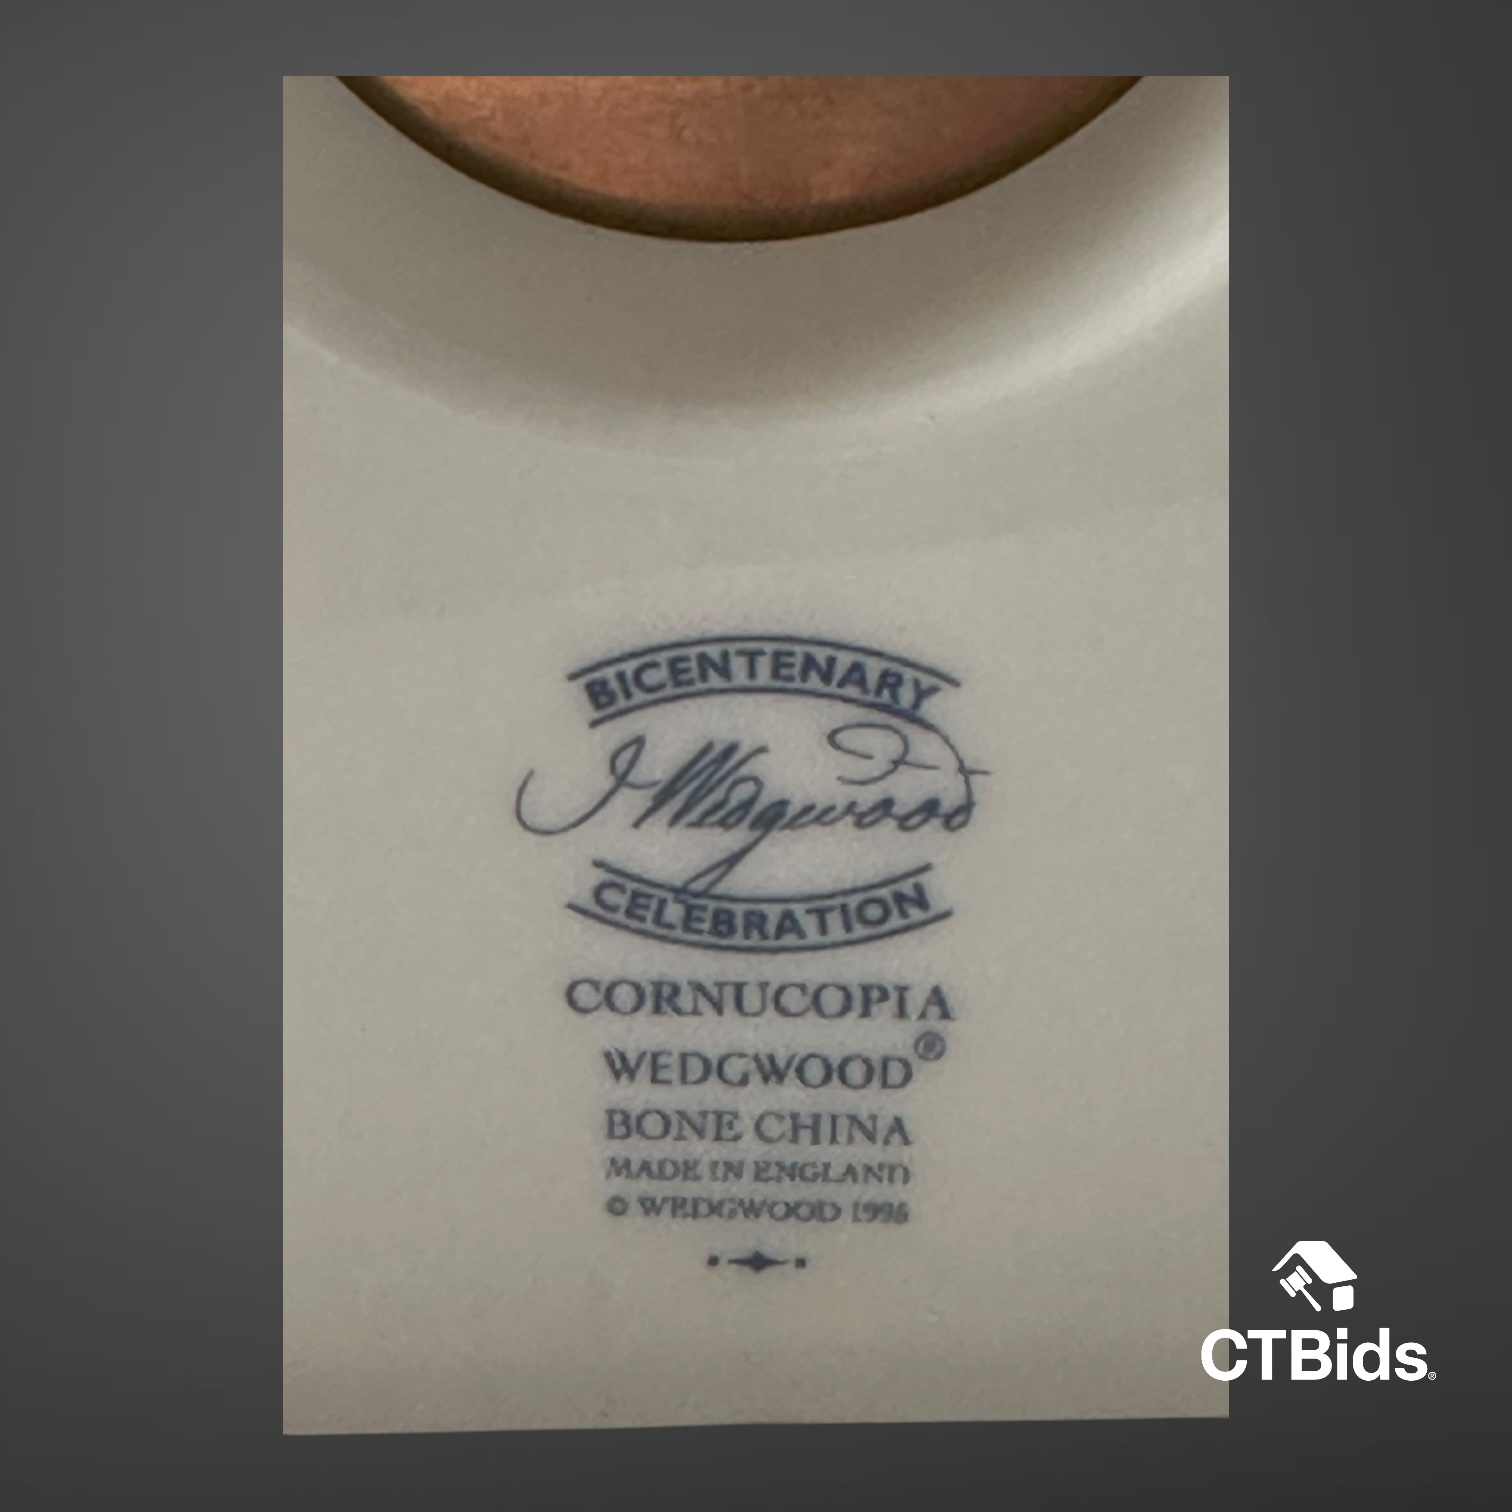 BICENTENARY
J Wedgwood
CELEBRATION
CORNUCOPIA
WEDGWOOD®
BONE CHINA
MADE IN ENGLAND
© WEDGWOOD 1996
CTBids®